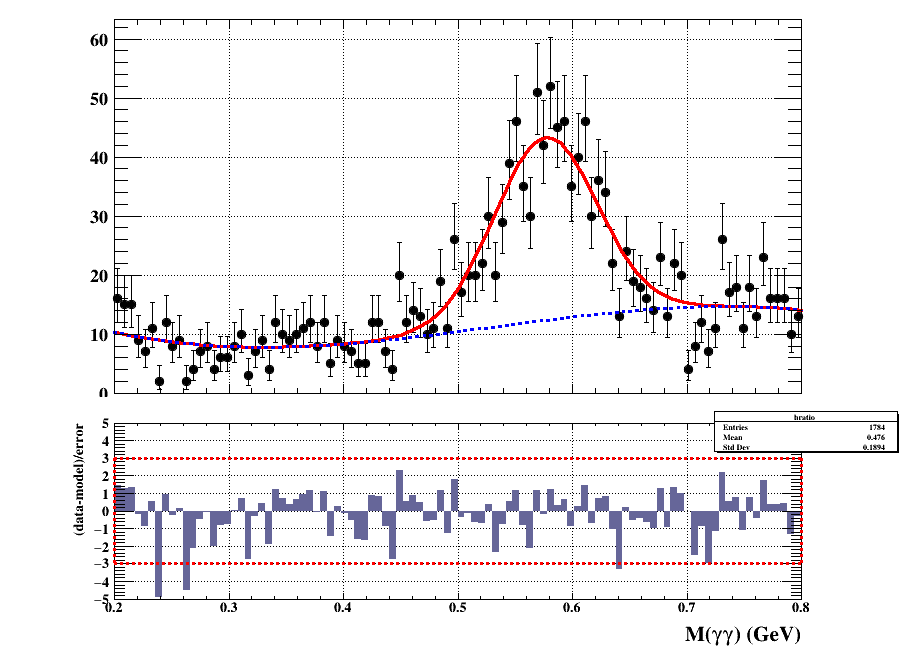 60
50
40
30
20
10
0
hratio
Entries 1784
Mean 0.476
Std Dev 0.1894
(data-model)/error
5
4
3
2
1
0
−1
−2
−3
−4
−5
0.2 0.3 0.4 0.5 0.6 0.7 0.8
M(γγ) (GeV)